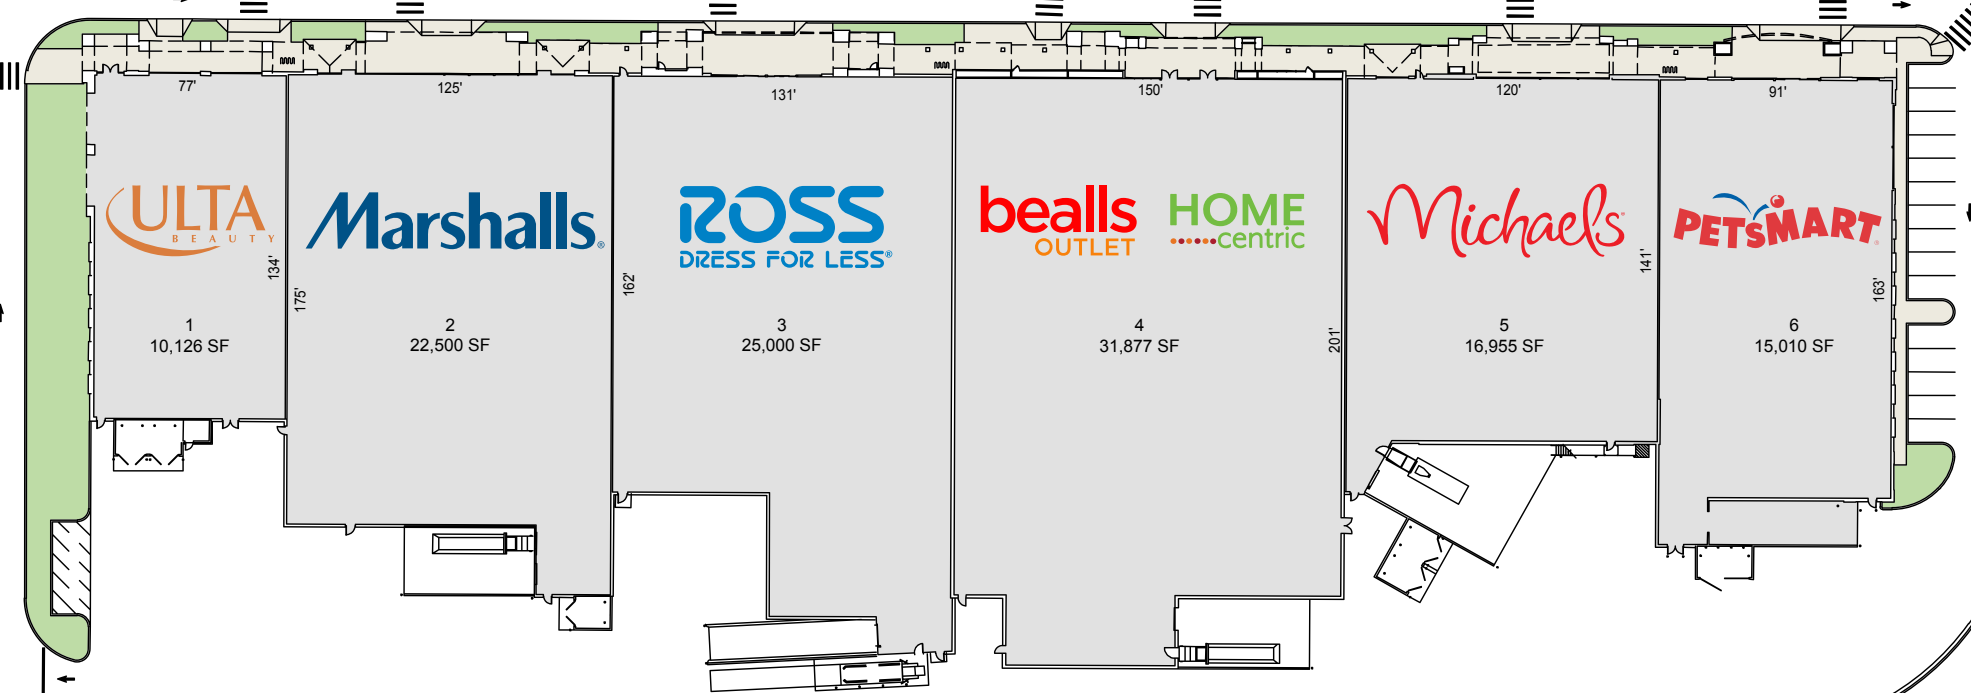 77'
125'
131'
150'
120'
91'
ULTA
BEAUTY
Marshalls®
ROSS
DRESS FOR LESS®
bealls
OUTLET
HOME
centric
Michaels
PETSMART
134'
175'
162'
201'
141'
163'
1
10,126 SF
2
22,500 SF
3
25,000 SF
4
31,877 SF
5
16,955 SF
6
15,010 SF